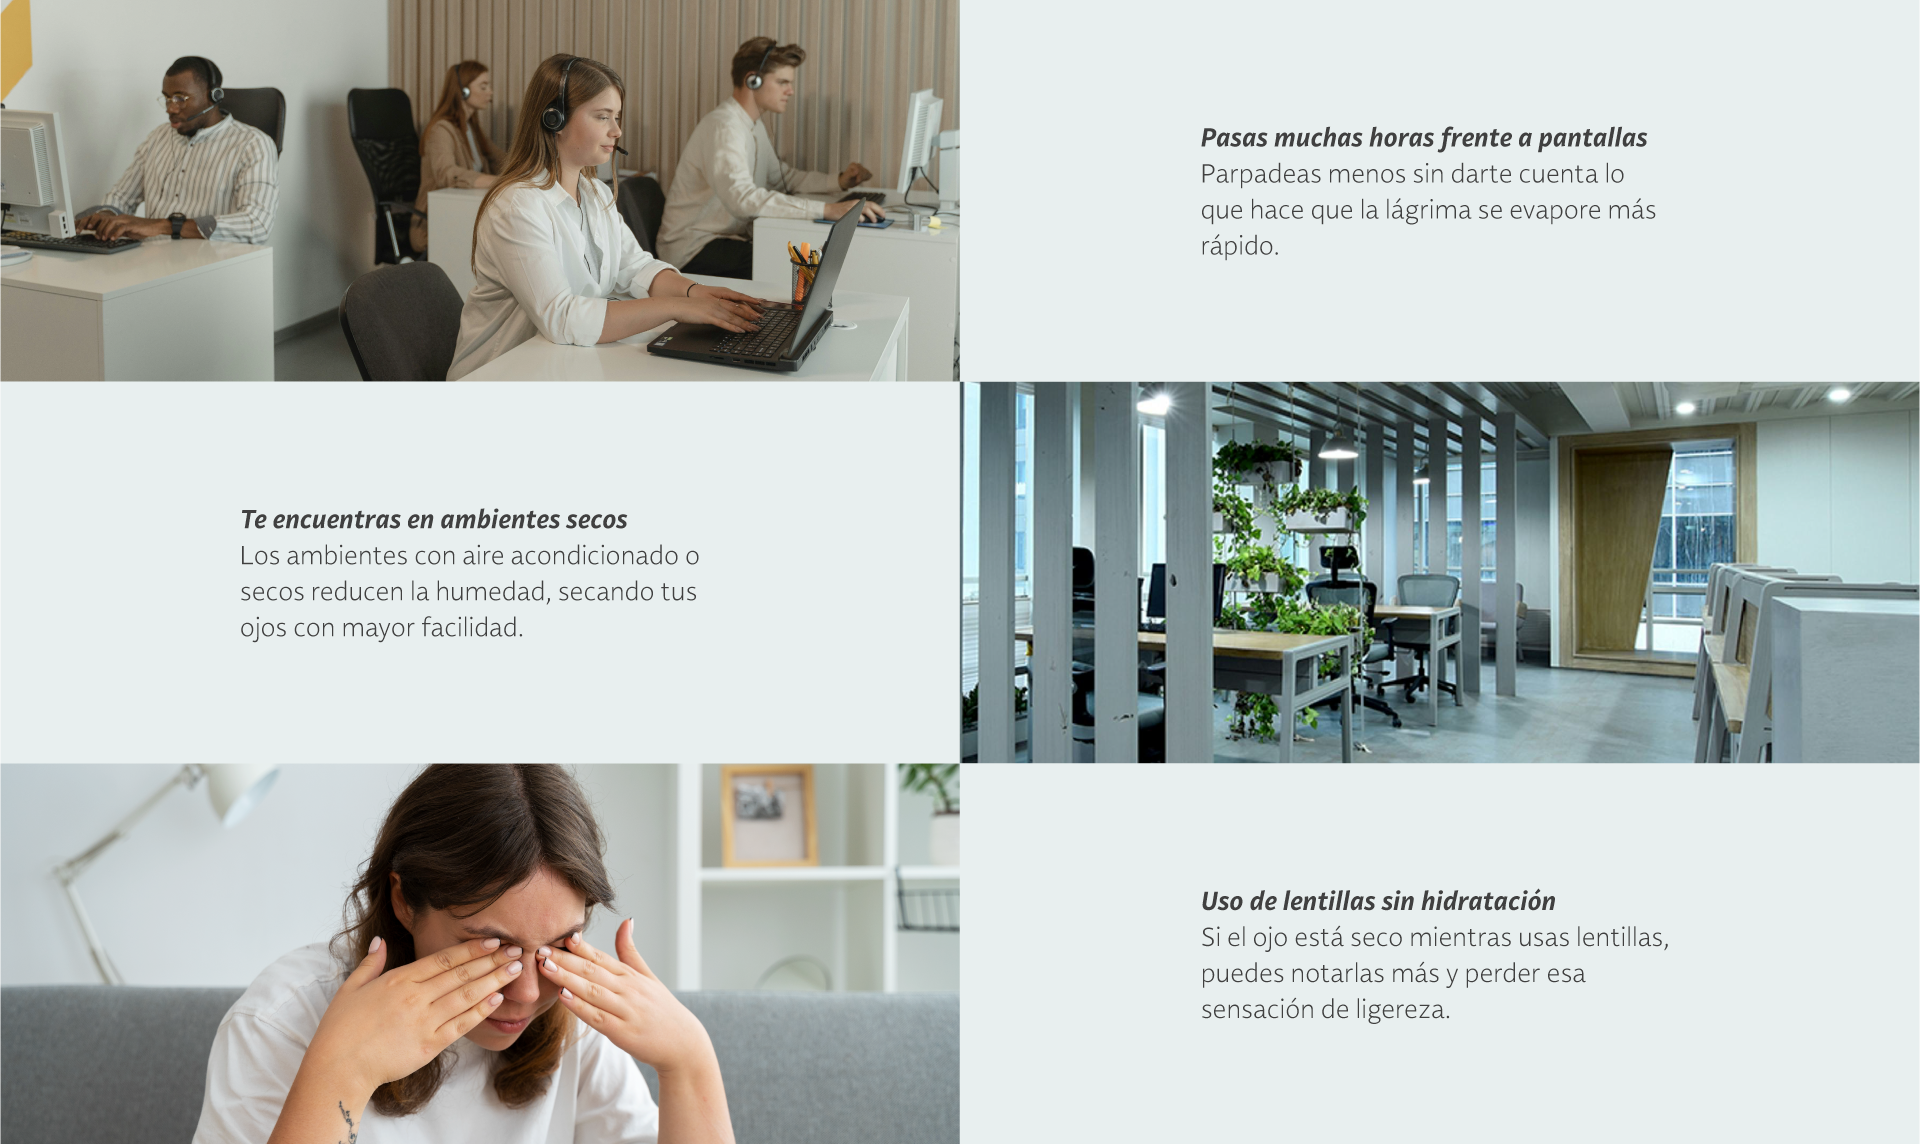 Pasas muchas horas frente a pantallas
Parpadeas menos sin darte cuenta lo
que hace que la lágrima se evapore más
rápido.
Te encuentras en ambientes secos
Los ambientes con aire acondicionado o
secos reducen la humedad, secando tus
ojos con mayor facilidad.
Uso de lentillas sin hidratación
Si el ojo está seco mientras usas lentillas,
puedes notarlas más y perder esa
sensación de ligereza.